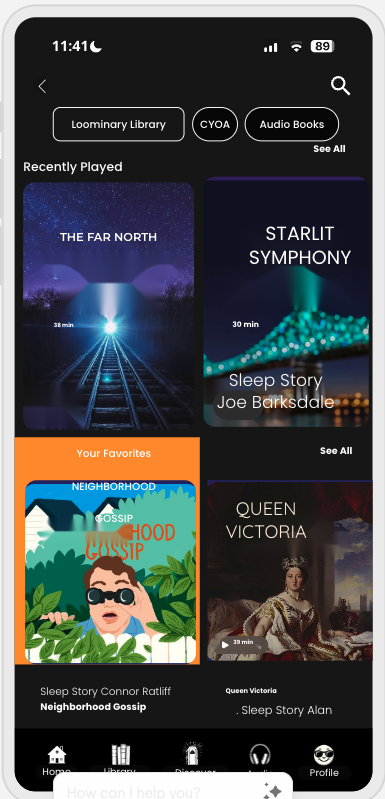 11:41
89
Loominary Library
CYOA
Audio Books
See All
Recently Played
THE FAR NORTH
38 min
STARLIT
SYMPHONY
30 min
Sleep Story
Joe Barksdale
Your Favorites
See All
NEIGHBORHOOD
GOSSIP
HOOD
GOSSIP
QUEEN
VICTORIA
39 min
Sleep Story Connor Ratliff
Neighborhood Gossip
Queen Victoria
. Sleep Story Alan
Home
Library
Discover
Profile
How can I help you?